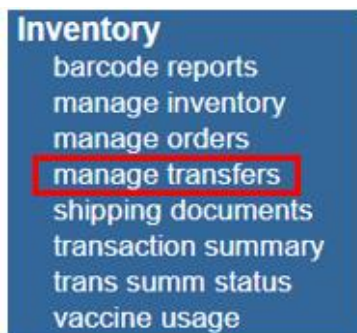 Inventory
barcode reports
manage inventory
manage orders
manage transfers
shipping documents
transaction summary
trans summ status
vaccine usage